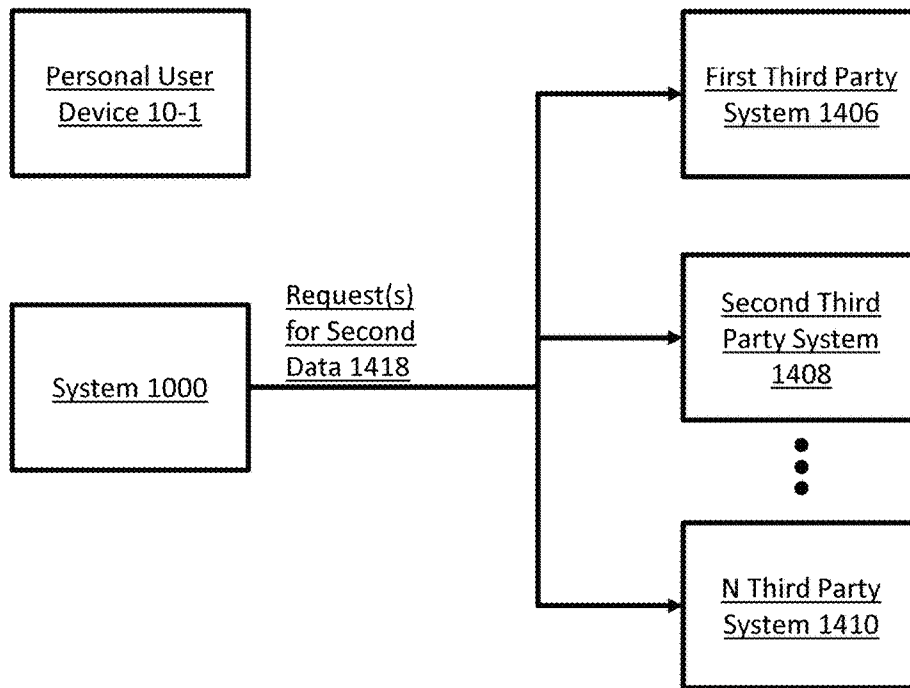 Personal User
Device 10-1
First Third Party
System 1406
Request(s)
for Second
Data 1418
System 1000
Second Third
Party System
1408
N Third Party
System 1410